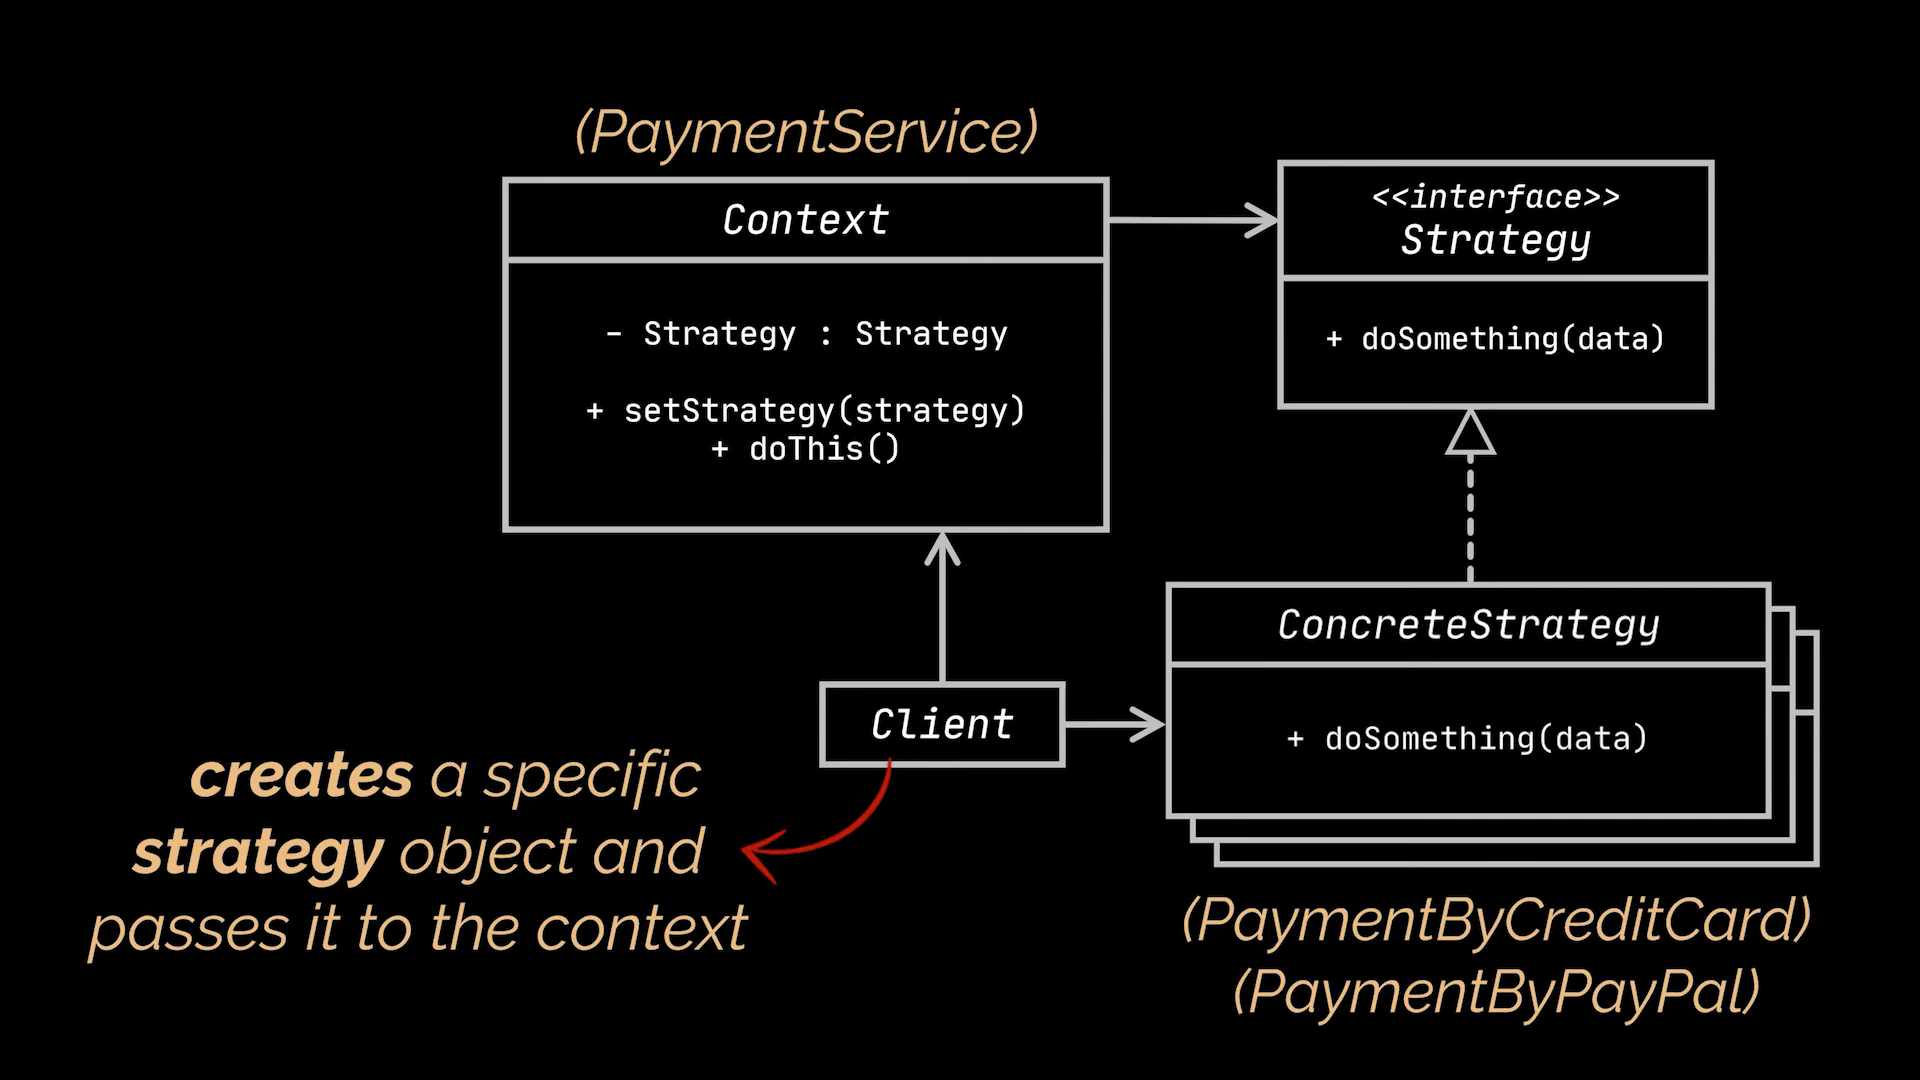 (PaymentService)
Context
- Strategy : Strategy
+ setStrategy(strategy)
+ doThis()
<<interface>>
Strategy
+ doSomething(data)
Client
ConcreteStrategy
+ doSomething(data)
creates a specific
strategy object and
passes it to the context
(PaymentByCreditCard)
(PaymentByPayPal)